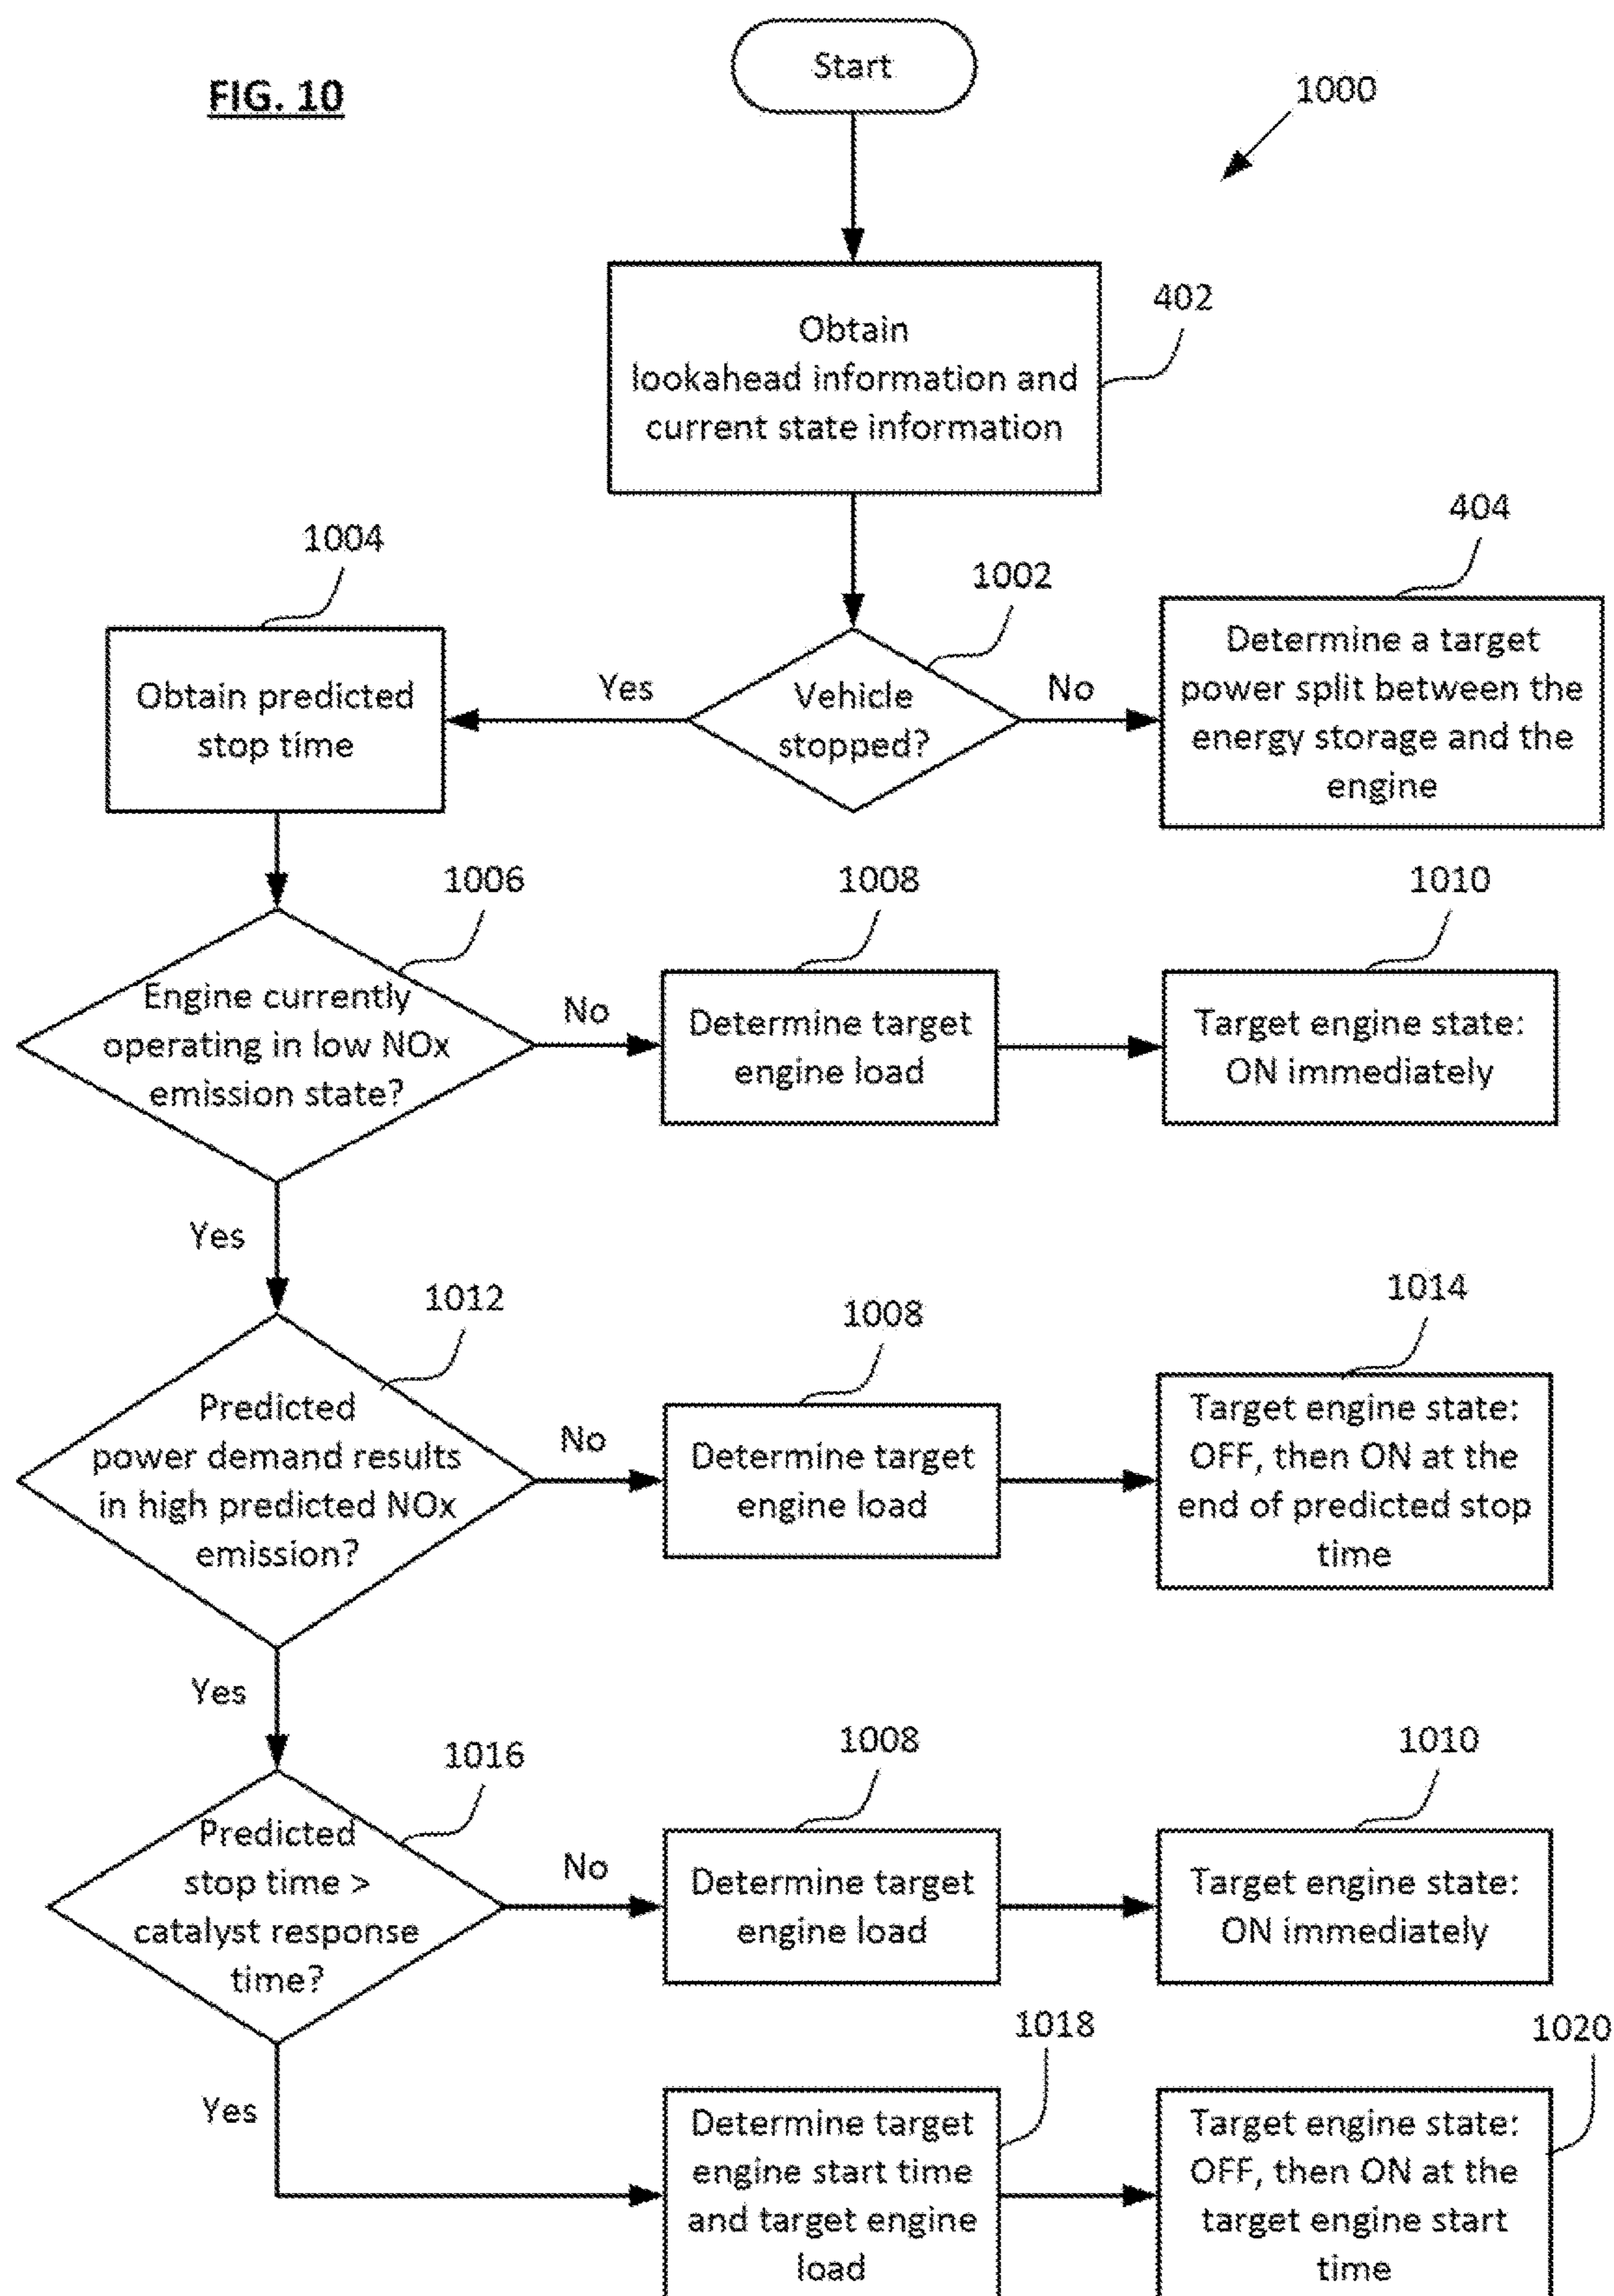 Start
FIG. 10
1000
402
Obtain
lookahead information and
current state information
404
1004
1002
Determine a target
power split between the
energy storage and the
engine
Obtain predicted
stop time
Yes
Vehicle
stopped?
No
1006
1008
1010
Engine currently
operating in low NOx
emission state?
No
Determine target
engine load
Target engine state:
ON immediately
Yes
1012
1008
1014
Predicted
power demand results
in high predicted NOx
emission?
No
Determine target
engine load
Target engine state:
OFF, then ON at the
end of predicted stop
time
Yes
1016
1008
1010
Predicted
stop time >
catalyst response
time?
No
Determine target
engine load
Target engine state:
ON immediately
1018
1020
Yes
Determine target
engine start time
and target engine
load
Target engine state:
OFF, then ON at the
target engine start
time